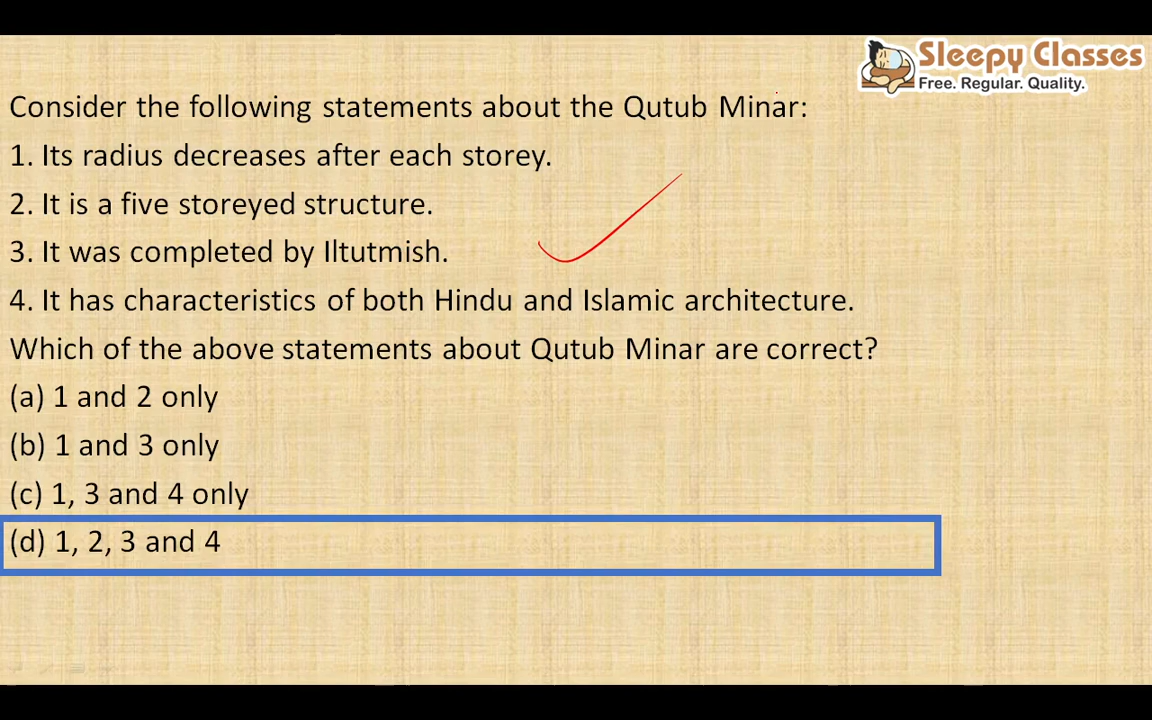 Sleepy Classes
Free. Regular. Quality.
Consider the following statements about the Qutub Minar:
1. Its radius decreases after each storey.
2. It is a five storeyed structure.
3. It was completed by Iltutmish.
4. It has characteristics of both Hindu and Islamic architecture.
Which of the above statements about Qutub Minar are correct?
(a) 1 and 2 only
(b) 1 and 3 only
(c) 1, 3 and 4 only
(d) 1, 2, 3 and 4